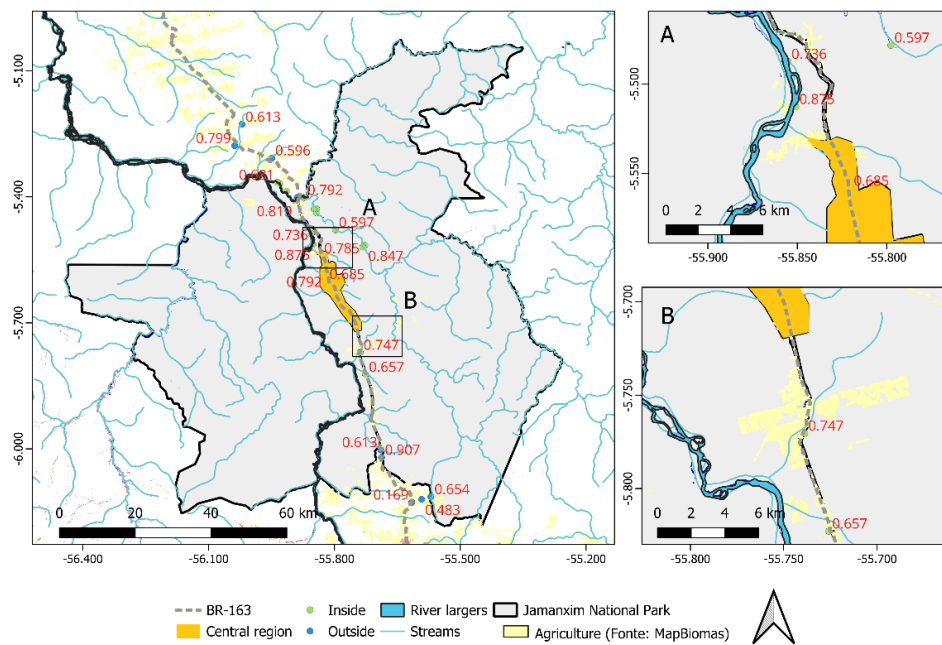 -5.100
-5.400
-5.700
-6.000
0.613
0.799
0.596
0.792
0.810
0.597
A
0.736
0.785
0.875
0.847
0.792
0.685
B
0.747
0.657
0.613
0.907
0.169
0.654
0.483
0 20 40 60 km
-56.400 -56.100 -55.800 -55.500 -55.200
A
0.597
0.736
0.875
0.685
0 2 4 6 km
-5.500
-5.550
-55.900 -55.850 -55.800
B
-5.700
-5.750
-5.800
0.747
0.657
0 2 4 6 km
-55.800 -55.750 -55.700
BR-163 Inside River largers Jamanxim National Park
Central region Outside Streams Agriculture (Fonte: MapBiomas)